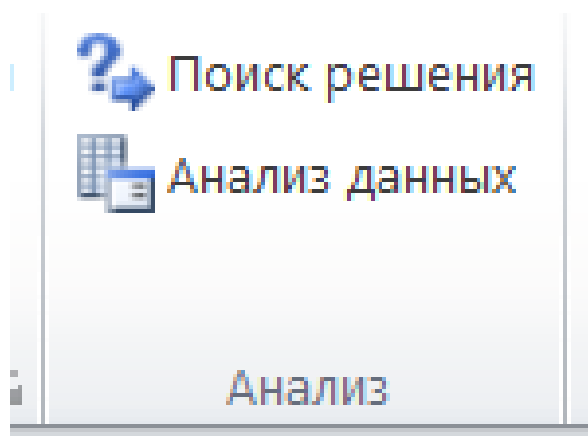 Поиск решения
Анализ данных
Анализ